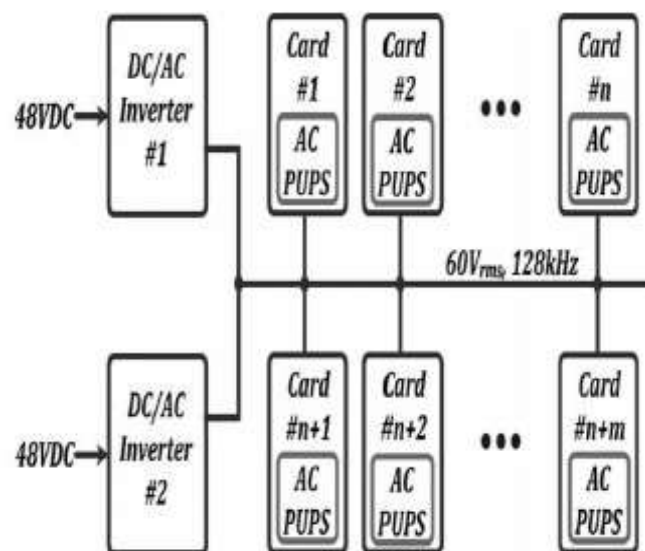 DC/AC
Inverter
#1
48VDC
Card
#1
AC
PUPS
Card
#2
AC
PUPS
•••
Card
#n
AC
PUPS
60Vrms, 128kHz
DC/AC
Inverter
#2
48VDC
Card
#n+1
AC
PUPS
Card
#n+2
AC
PUPS
•••
Card
#n+m
AC
PUPS